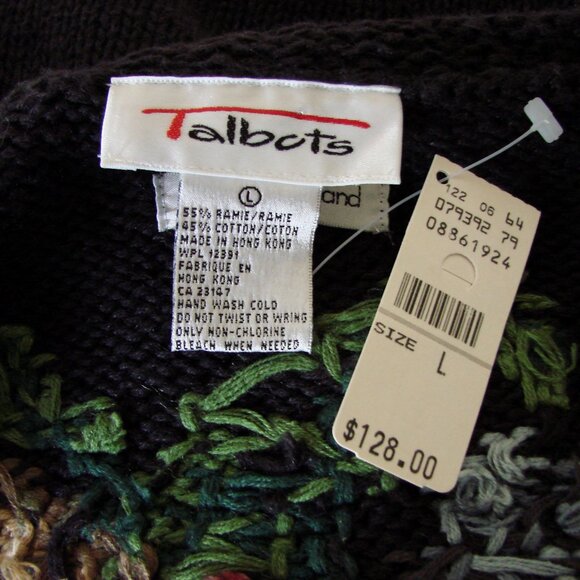 Talbots
L
and
55% RAMIE/RAMIE
45% COTTON/COTON
MADE IN HONG KONG
WPL 12391
FABRIQUE EN
HONG KONG
CA 23147
HAND WASH COLD
DO NOT TWIST OR WRING
ONLY NON-CHLORINE
BLEACH WHEN NEEDED
122 06 64
079392 79
08361924
SIZE L
$128.00